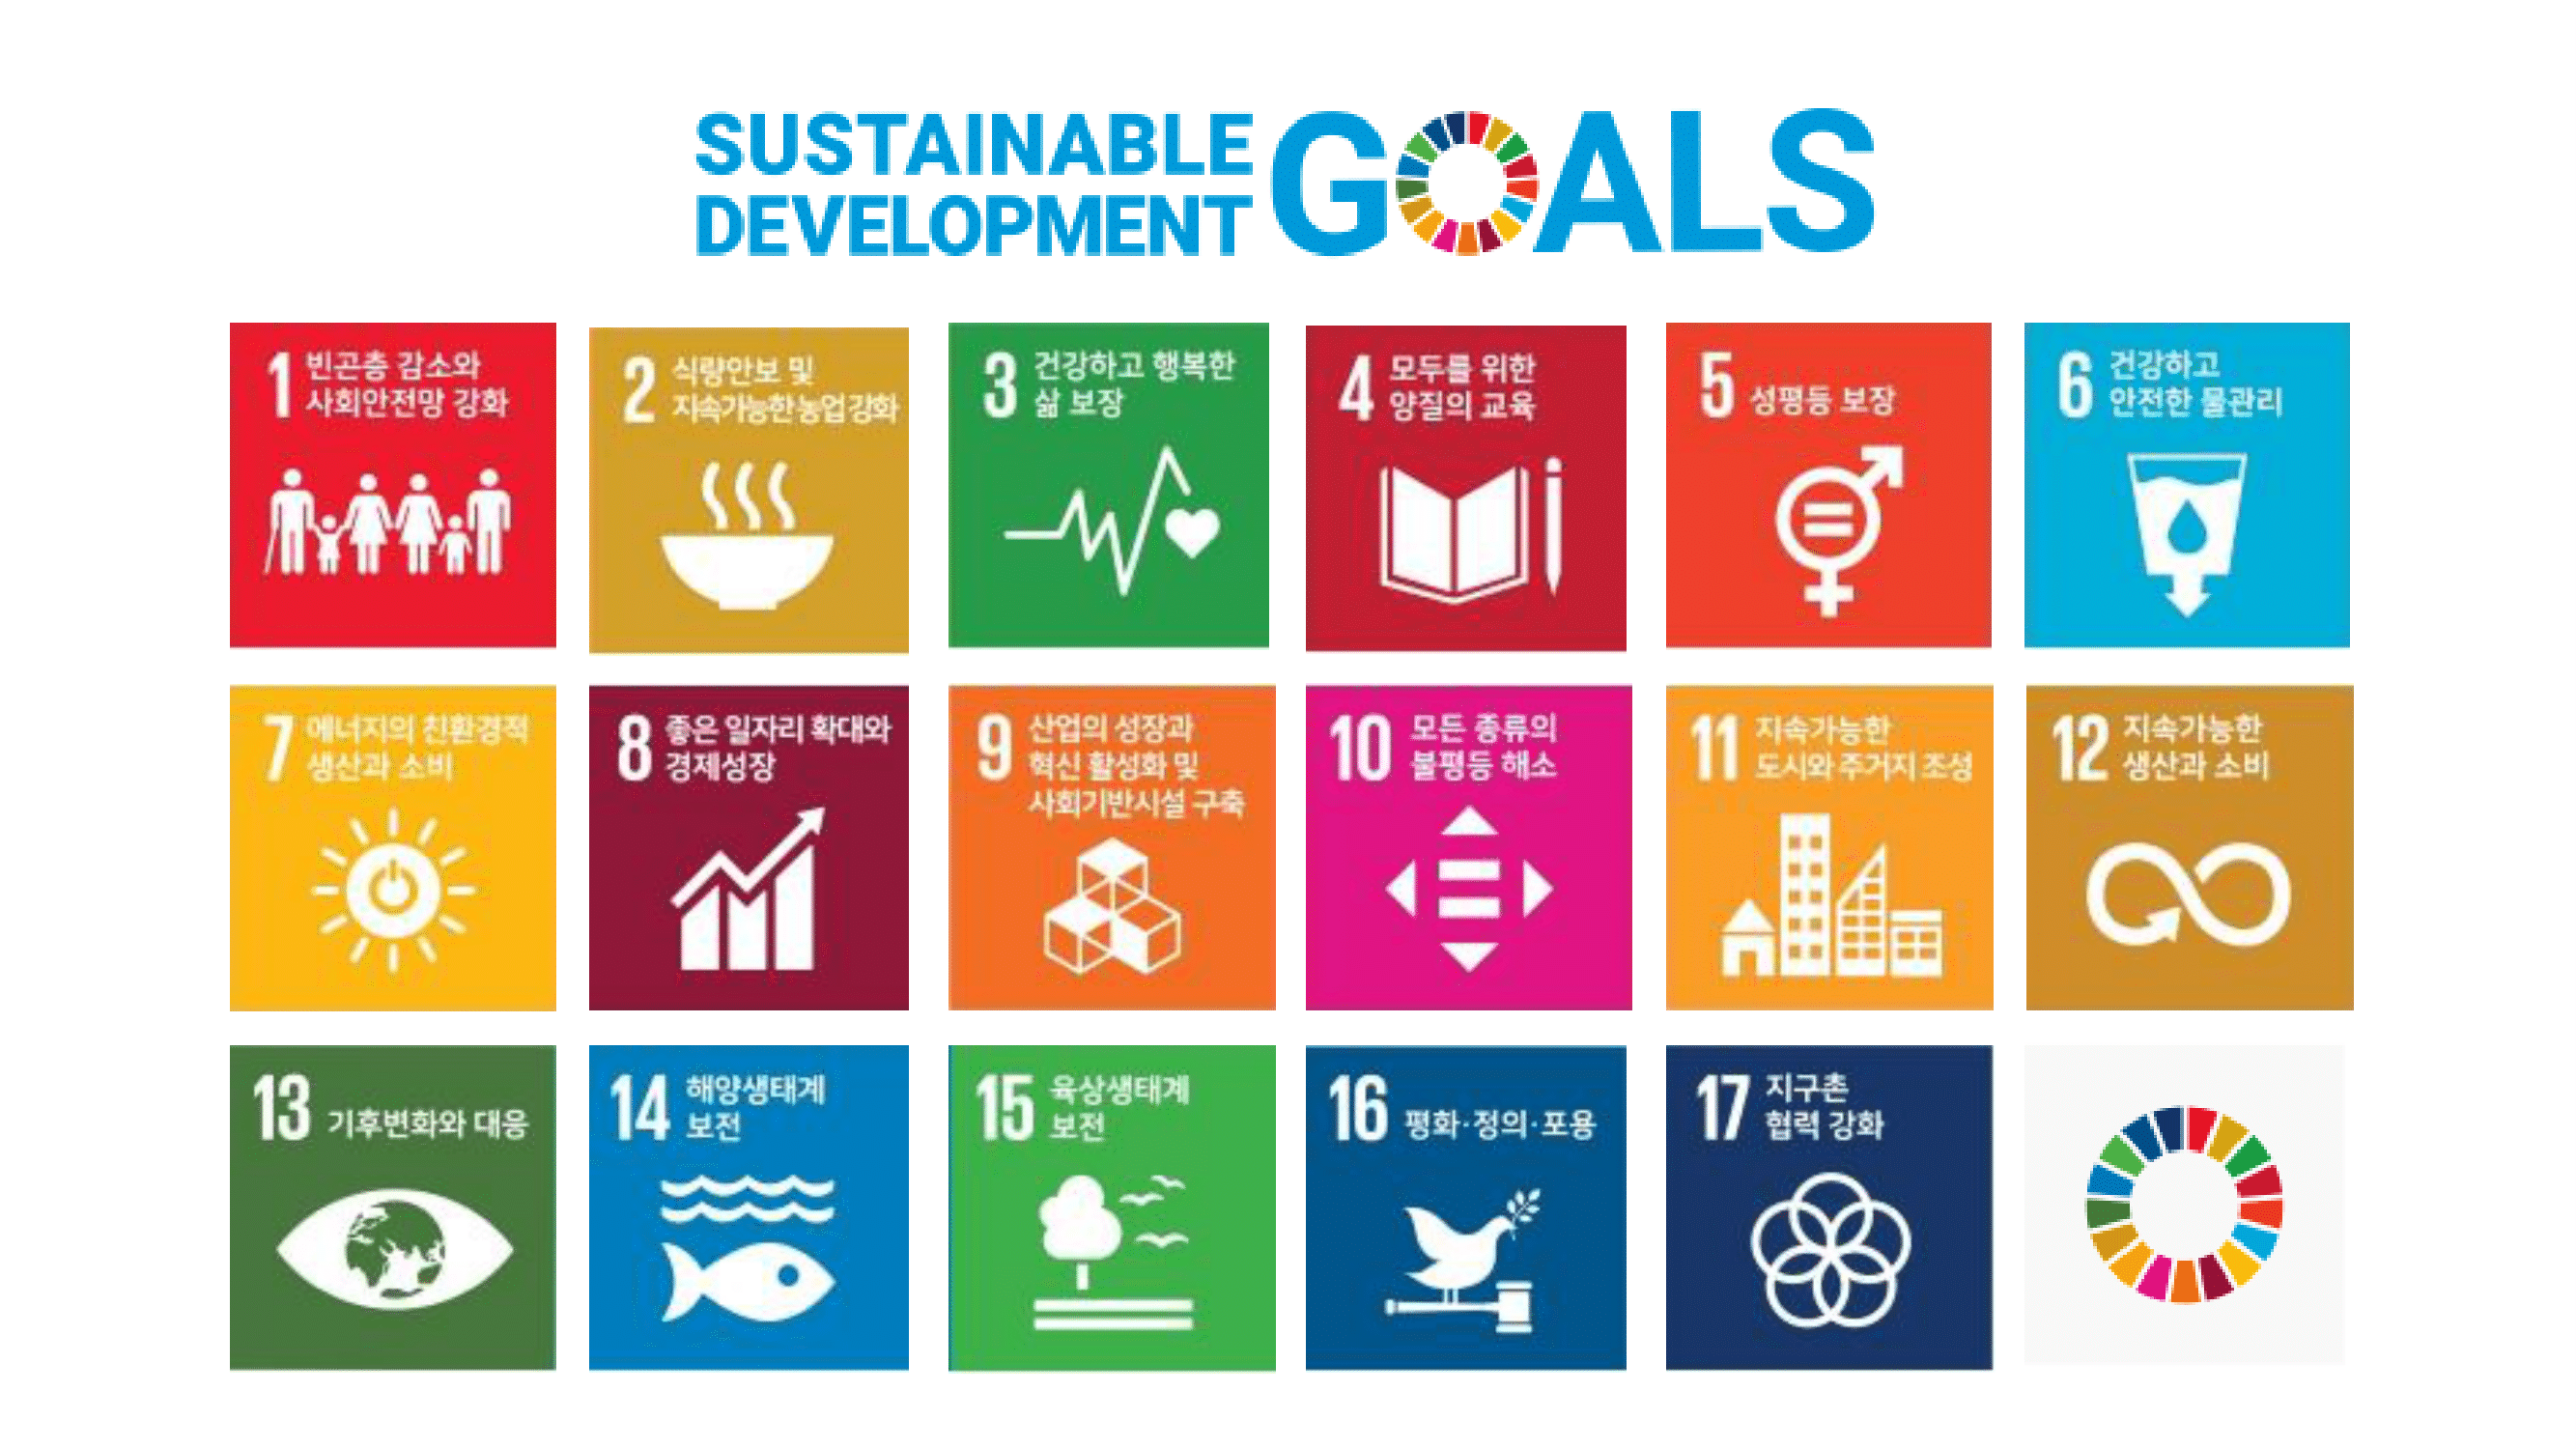 SUSTAINABLE
DEVELOPMENT
GOALS
1 빈곤층 감소와
사회안전망 강화
2 식량안보 및
지속가능한 농업 강화
3 건강하고 행복한
삶 보장
4 모두를 위한
양질의 교육
5 성평등 보장
6 건강하고
안전한 물관리
7 에너지의 친환경적
생산과 소비
8 좋은 일자리 확대와
경제성장
9 산업의 성장과
혁신 활성화 및
사회기반시설 구축
10 모든 종류의
불평등 해소
11 지속가능한
도시와 주거지 조성
12 지속가능한
생산과 소비
13 기후변화와 대응
14 해양생태계
보전
15 육상생태계
보전
16 평화·정의·포용
17 지구촌
협력 강화